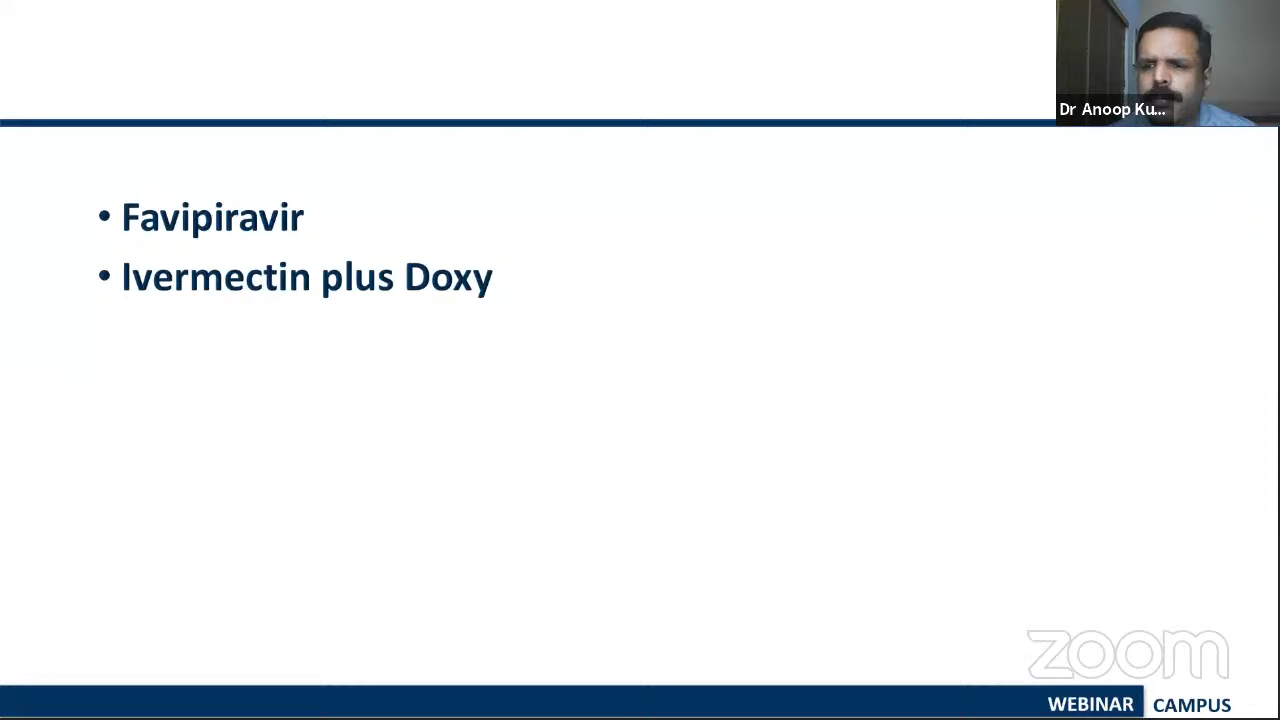 Dr Anoop Ku...
• Favipiravir
• Ivermectin plus Doxy
zoom
WEBINAR CAMPUS